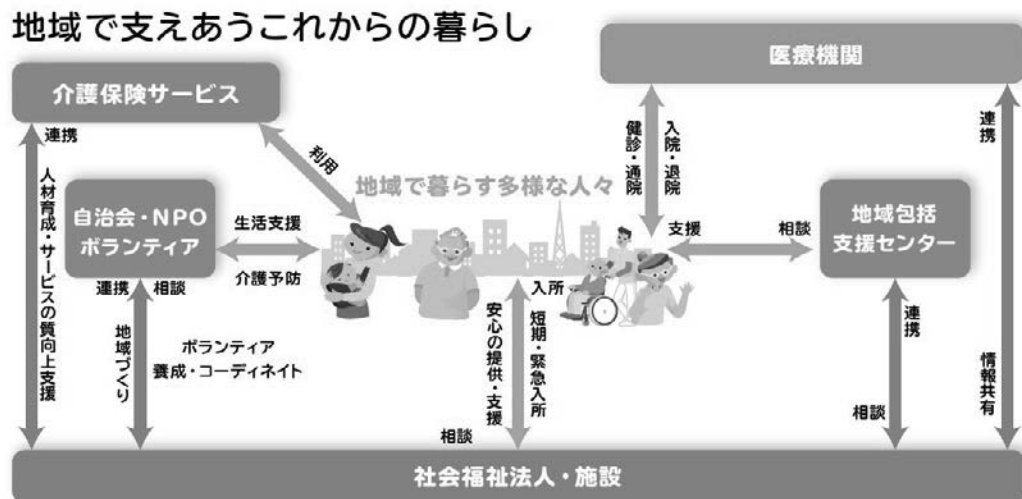 地域で支えあうこれからの暮らし
介護保険サービス
医療機関
連携
人材育成・サービスの質向上支援
利用
健診・通院
入院・退院
連携
情報共有
地域で暮らす多様な人々
自治会・NPO
ボランティア
生活支援
介護予防
支援
相談
地域包括
支援センター
連携
相談
地域づくり
ボランティア
養成・コーディネイト
入所
安心の提供・支援
短期・緊急入所
相談
連携
相談
社会福祉法人・施設